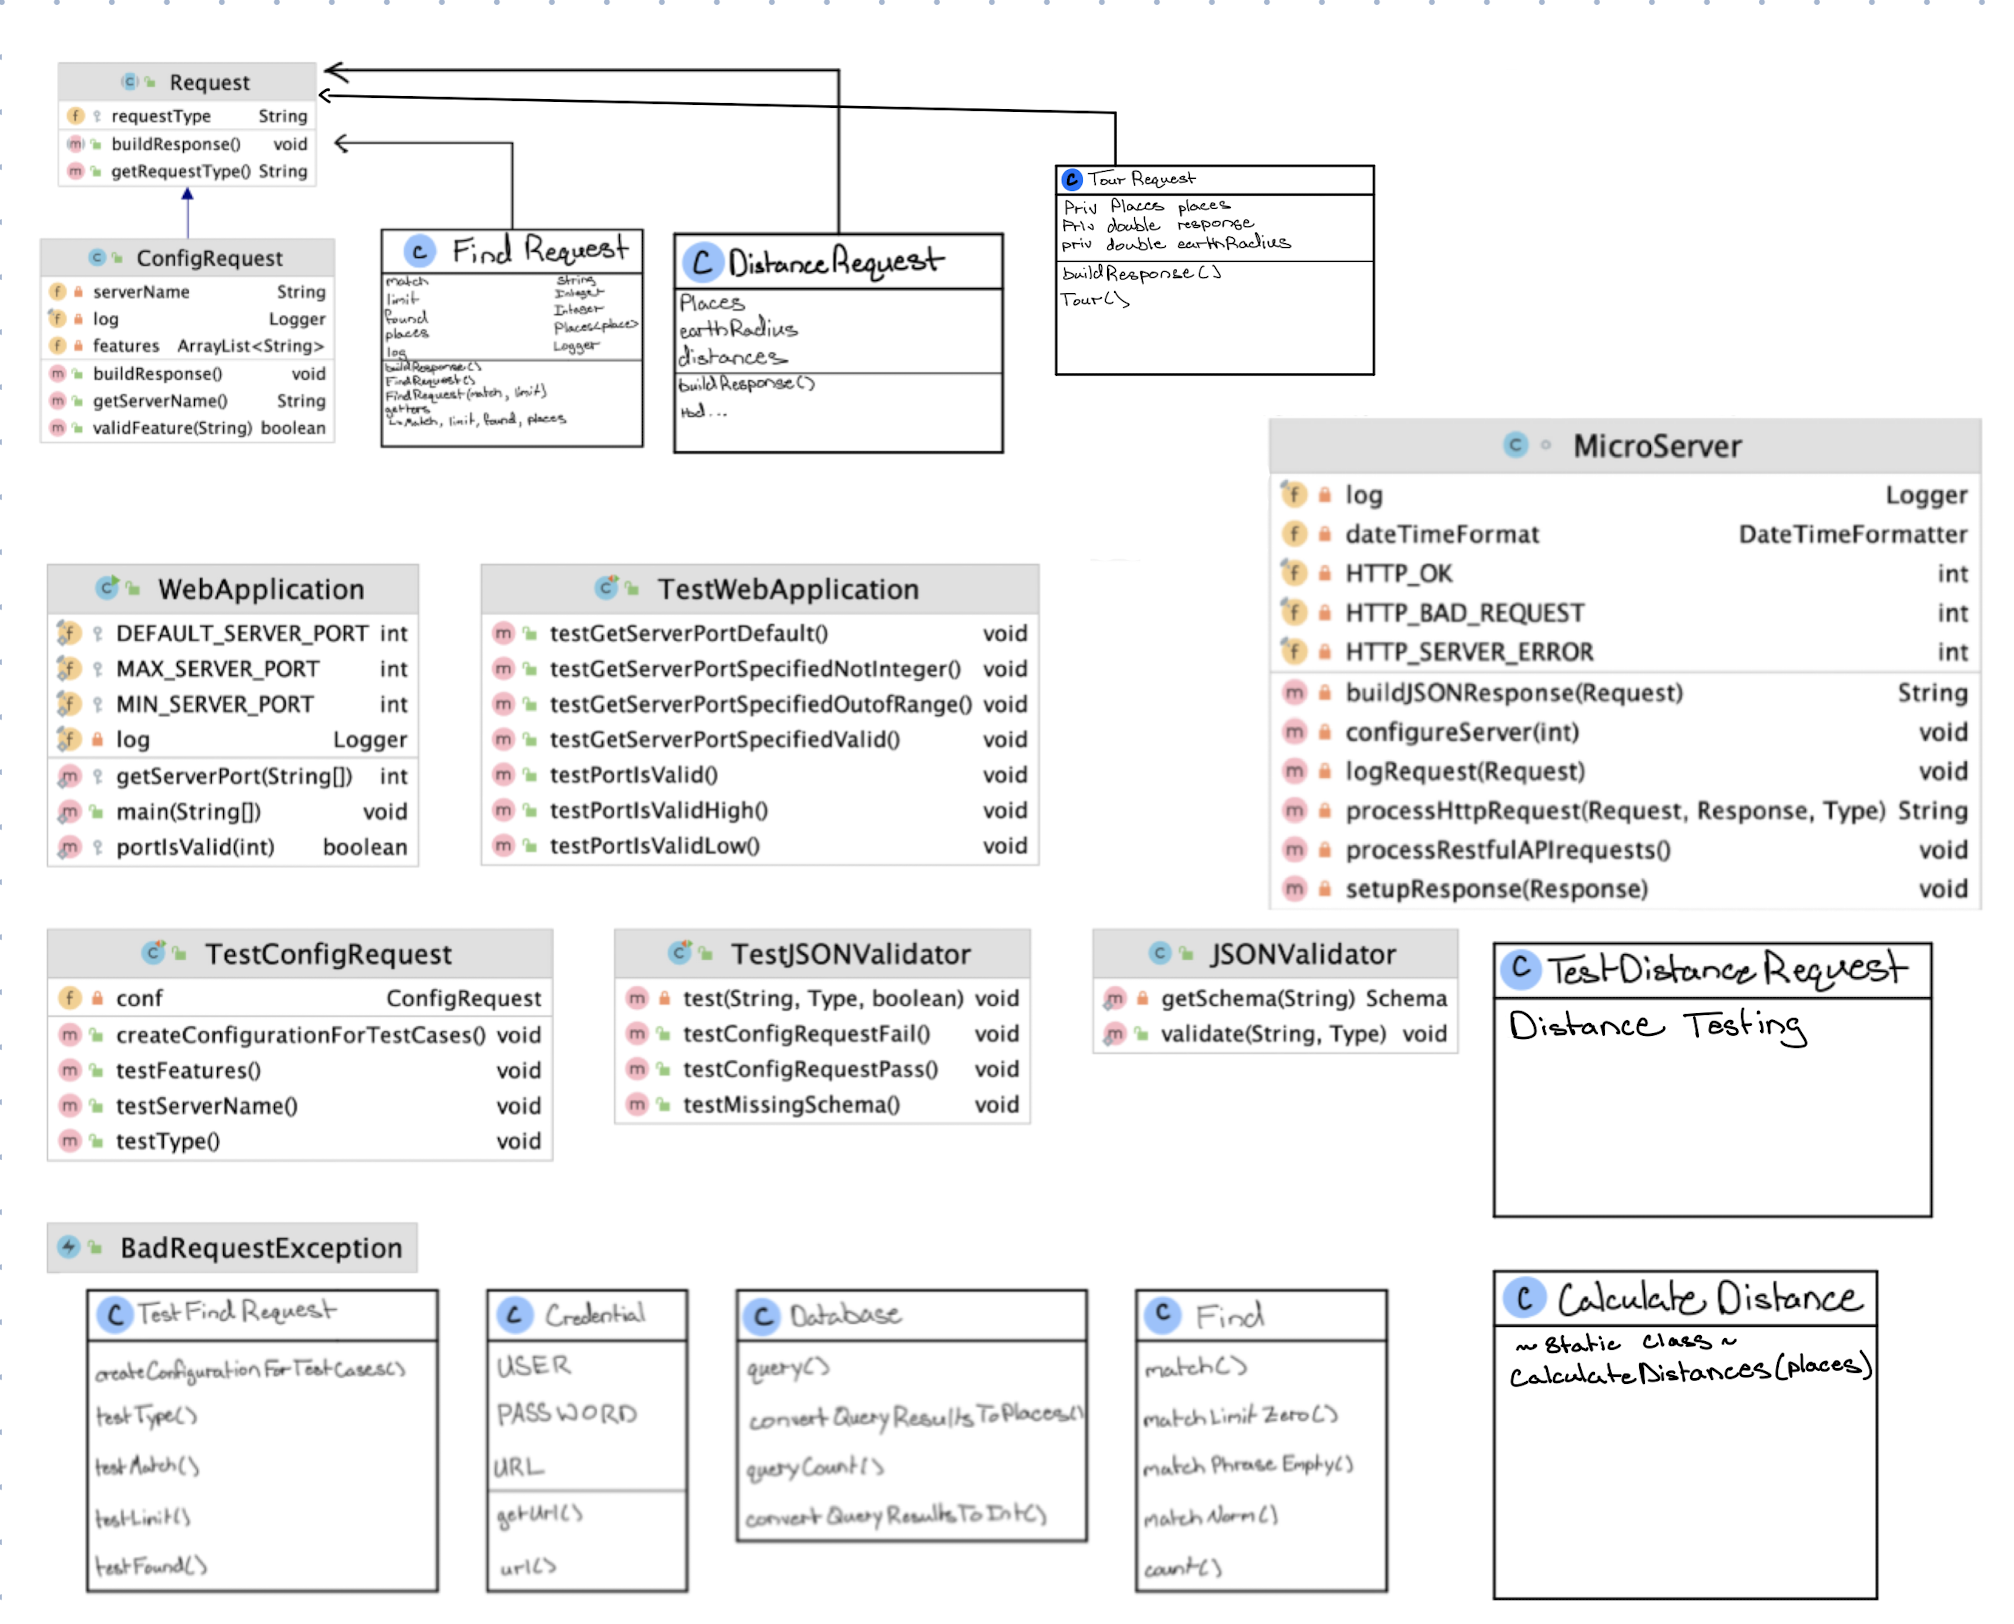 Request
requestType String
buildResponse() void
getRequestType() String
ConfigRequest
serverName String
log Logger
features ArrayList<String>
buildResponse() void
getServerName() String
validFeature(String) boolean
C Find Request
match String
limit Integer
found Integer
places Places<place>
log Logger
buildResponse()
FindRequest()
FindRequest(match, limit)
getters
match, limit, found, places
C DistanceRequest
Places
earthRadius
distances
buildResponse()
tbd...
C Tour Request
Priv Places places
Priv double response
priv double earthRadius
buildResponse()
Tour()
MicroServer
log Logger
dateTimeFormat DateTimeFormatter
HTTP_OK int
HTTP_BAD_REQUEST int
HTTP_SERVER_ERROR int
buildJSONResponse(Request) String
configureServer(int) void
logRequest(Request) void
processHttpRequest(Request, Response, Type) String
processRestfulAPIrequests() void
setupResponse(Response) void
WebApplication
DEFAULT_SERVER_PORT int
MAX_SERVER_PORT int
MIN_SERVER_PORT int
log Logger
getServerPort(String[]) int
main(String[]) void
portIsValid(int) boolean
TestWebApplication
testGetServerPortDefault() void
testGetServerPortSpecifiedNotInteger() void
testGetServerPortSpecifiedOutofRange() void
testGetServerPortSpecifiedValid() void
testPortIsValid() void
testPortIsValidHigh() void
testPortIsValidLow() void
TestConfigRequest
conf ConfigRequest
createConfigurationForTestCases() void
testFeatures() void
testServerName() void
testType() void
TestJSONValidator
test(String, Type, boolean) void
testConfigRequestFail() void
testConfigRequestPass() void
testMissingSchema() void
JSONValidator
getSchema(String) Schema
validate(String, Type) void
C TestDistanceRequest
Distance Testing
BadRequestException
C TestFindRequest
createConfigurationForTestCases()
testType()
testMatch()
testLimit()
testFound()
C Credential
USER
PASSWORD
URL
getUrl()
url()
C Database
query()
convertQueryResultsToPlaces()
queryCount()
convertQueryResultsToInt()
C Find
match()
matchLimitZero()
matchPhraseEmpty()
matchNorm()
count()
C Calculate Distance
~ Static Class ~
CalculateDistances(places)